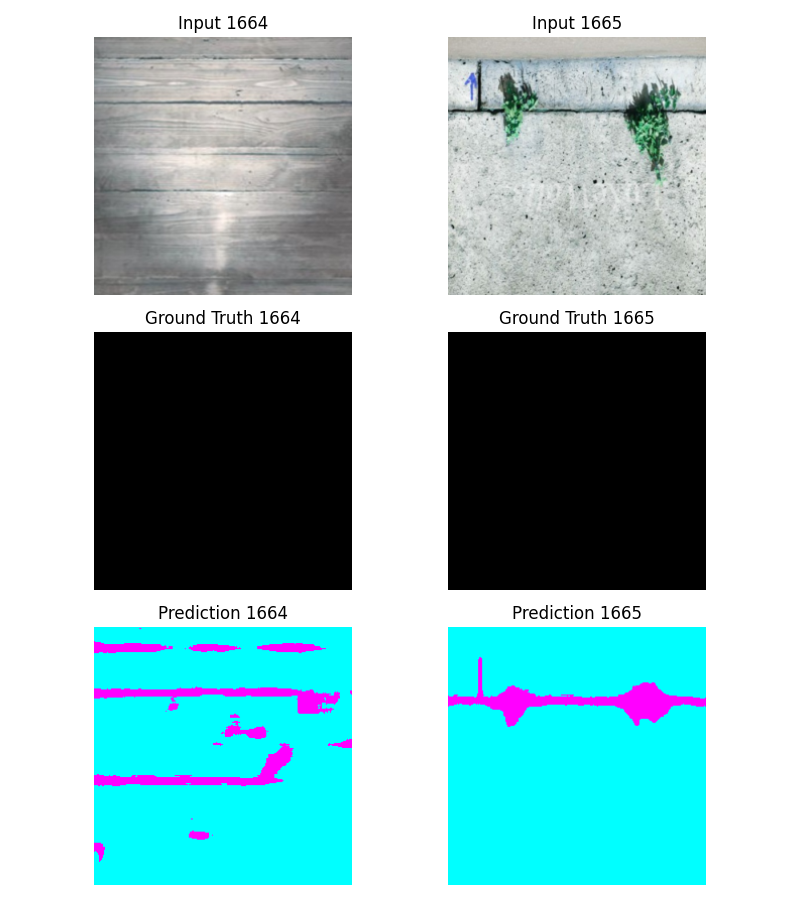 Input 1664
Input 1665
Ground Truth 1664
Ground Truth 1665
Prediction 1664
Prediction 1665